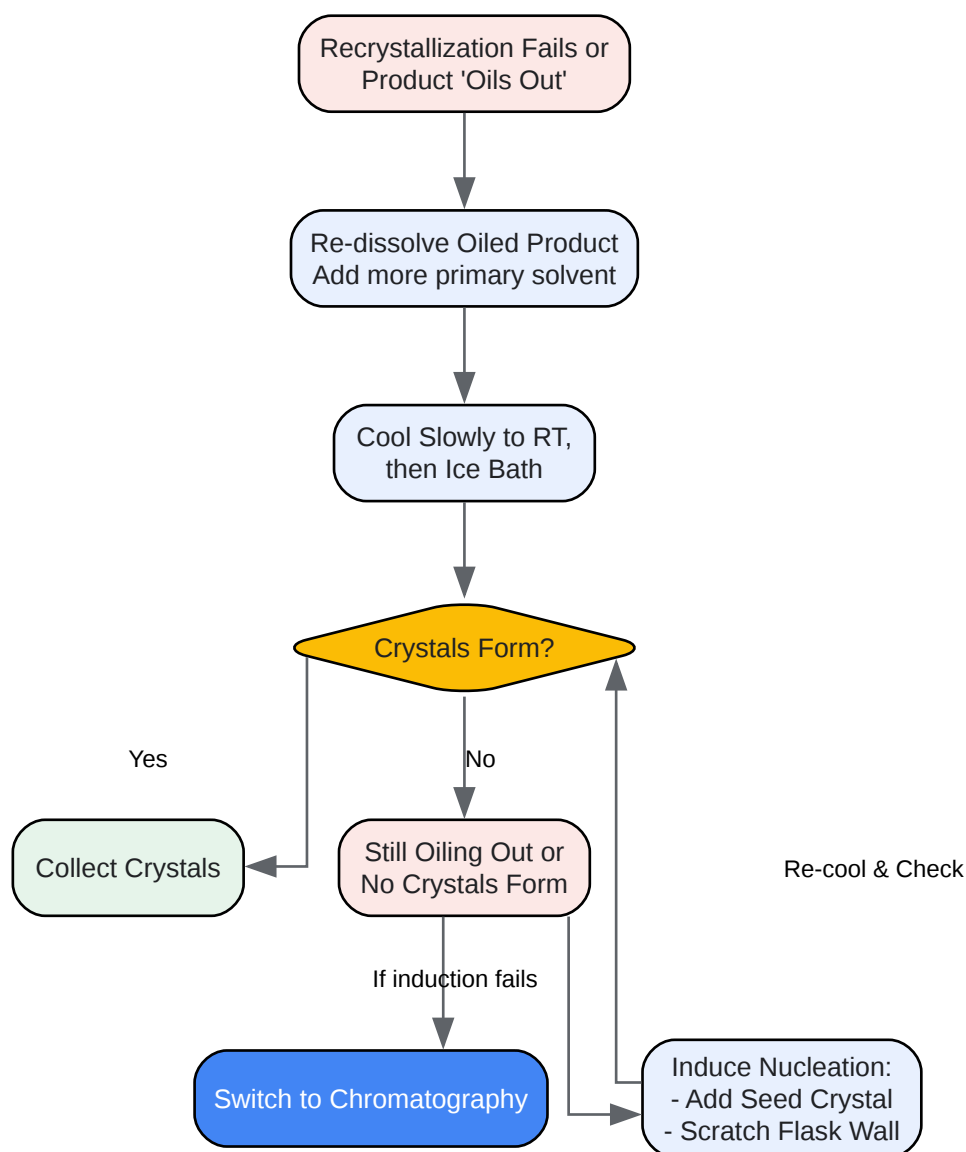 Recrystallization Fails or
Product 'Oils Out'
Re-dissolve Oiled Product
Add more primary solvent
Cool Slowly to RT,
then Ice Bath
Crystals Form?
Yes
No
Collect Crystals
Still Oiling Out or
No Crystals Form
Re-cool & Check
If induction fails
Switch to Chromatography
Induce Nucleation:
- Add Seed Crystal
- Scratch Flask Wall